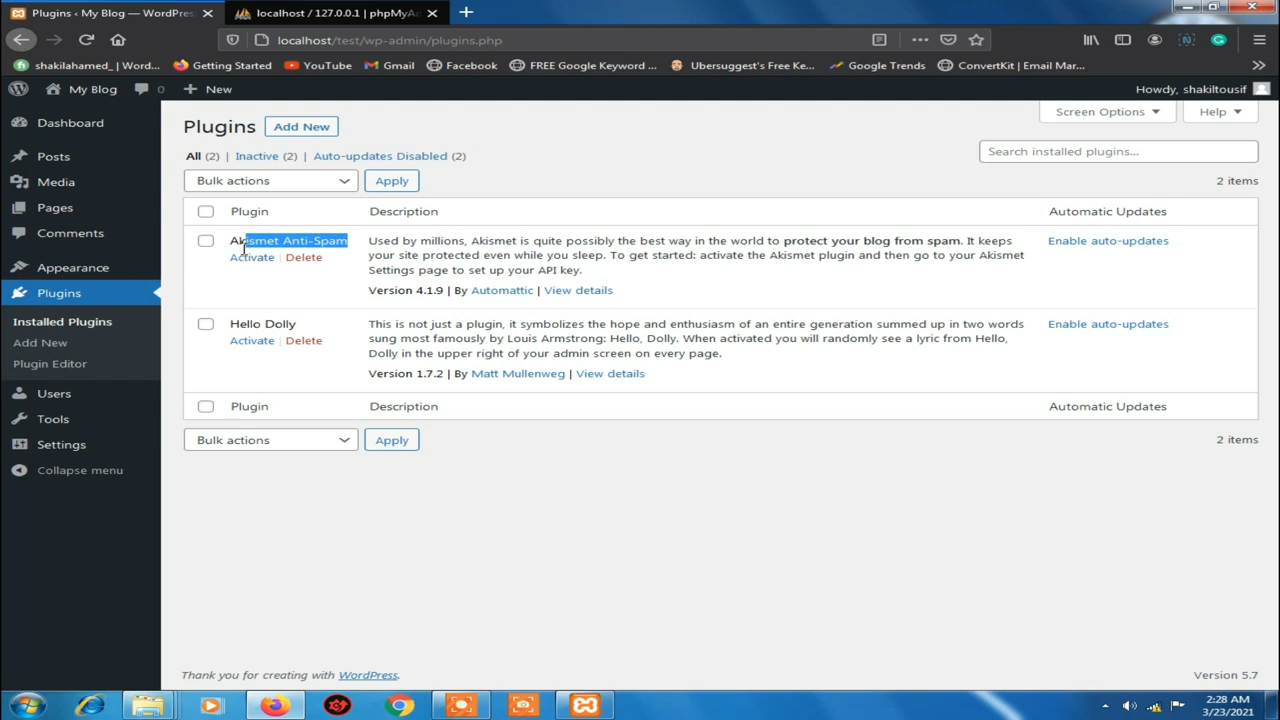 Plugins ‹ My Blog — WordPres
localhost / 127.0.0.1 | phpMyAd
localhost/test/wp-admin/plugins.php
shakilahamed_ | Wor...
Getting Started
YouTube
Gmail
Facebook
FREE Google Keyword ...
Ubersuggest's Free Ke...
Google Trends
ConvertKit | Email Mar...
My Blog
0
New
Howdy, shakiltousif
Dashboard
Posts
Media
Pages
Comments
Appearance
Plugins
Installed Plugins
Add New
Plugin Editor
Users
Tools
Settings
Collapse menu
Screen Options
Help
Plugins
Add New
All (2) | Inactive (2) | Auto-updates Disabled (2)
Search installed plugins...
Bulk actions
Apply
2 items
Plugin
Description
Automatic Updates
Akismet Anti-Spam
Activate | Delete
Used by millions, Akismet is quite possibly the best way in the world to protect your blog from spam. It keeps
your site protected even while you sleep. To get started: activate the Akismet plugin and then go to your Akismet
Settings page to set up your API key.
Version 4.1.9 | By Automattic | View details
Enable auto-updates
Hello Dolly
Activate | Delete
This is not just a plugin, it symbolizes the hope and enthusiasm of an entire generation summed up in two words
sung most famously by Louis Armstrong: Hello, Dolly. When activated you will randomly see a lyric from Hello,
Dolly in the upper right of your admin screen on every page.
Version 1.7.2 | By Matt Mullenweg | View details
Enable auto-updates
Plugin
Description
Automatic Updates
Bulk actions
Apply
2 items
Thank you for creating with WordPress.
Version 5.7
2:28 AM
3/23/2021